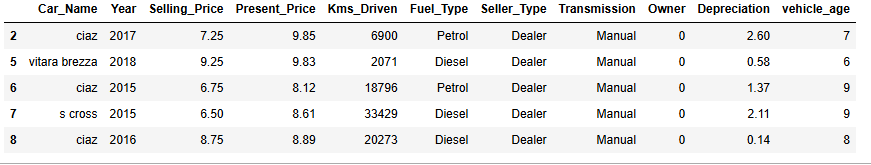 Car_Name Year Selling_Price Present_Price Kms_Driven Fuel_Type Seller_Type Transmission Owner Depreciation vehicle_age
2 ciaz 2017 7.25 9.85 6900 Petrol Dealer Manual 0 2.60 7
5 vitara brezza 2018 9.25 9.83 2071 Diesel Dealer Manual 0 0.58 6
6 ciaz 2015 6.75 8.12 18796 Petrol Dealer Manual 0 1.37 9
7 s cross 2015 6.50 8.61 33429 Diesel Dealer Manual 0 2.11 9
8 ciaz 2016 8.75 8.89 20273 Diesel Dealer Manual 0 0.14 8